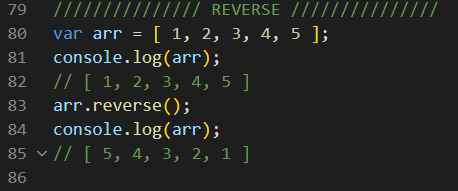 79 /////////////// REVERSE ///////////////
80 var arr = [ 1, 2, 3, 4, 5 ];
81 console.log(arr);
82 // [ 1, 2, 3, 4, 5 ]
83 arr.reverse();
84 console.log(arr);
85 // [ 5, 4, 3, 2, 1 ]
86